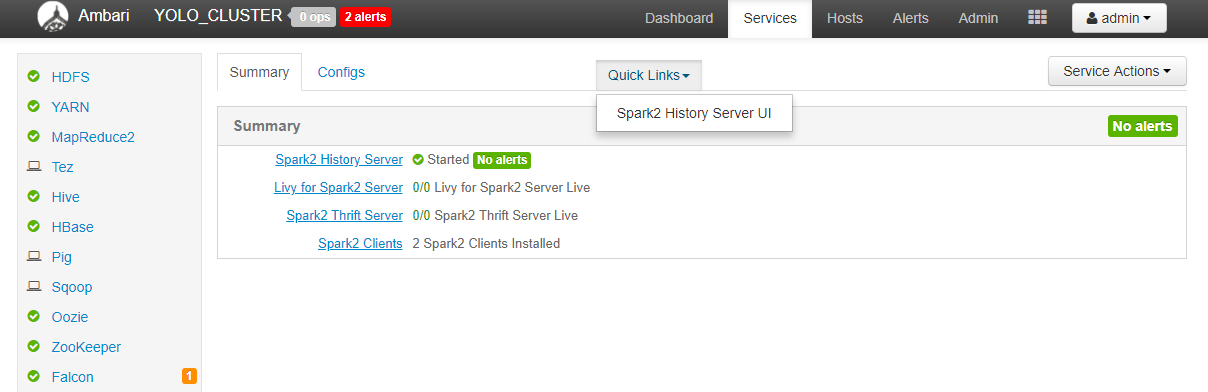 Ambari YOLO_CLUSTER 0 ops 2 alerts Dashboard Services Hosts Alerts Admin admin
HDFS
YARN
MapReduce2
Tez
Hive
HBase
Pig
Sqoop
Oozie
ZooKeeper
Falcon 1
Summary Configs Quick Links Service Actions
Spark2 History Server UI
Summary No alerts
Spark2 History Server Started No alerts
Livy for Spark2 Server 0/0 Livy for Spark2 Server Live
Spark2 Thrift Server 0/0 Spark2 Thrift Server Live
Spark2 Clients 2 Spark2 Clients Installed